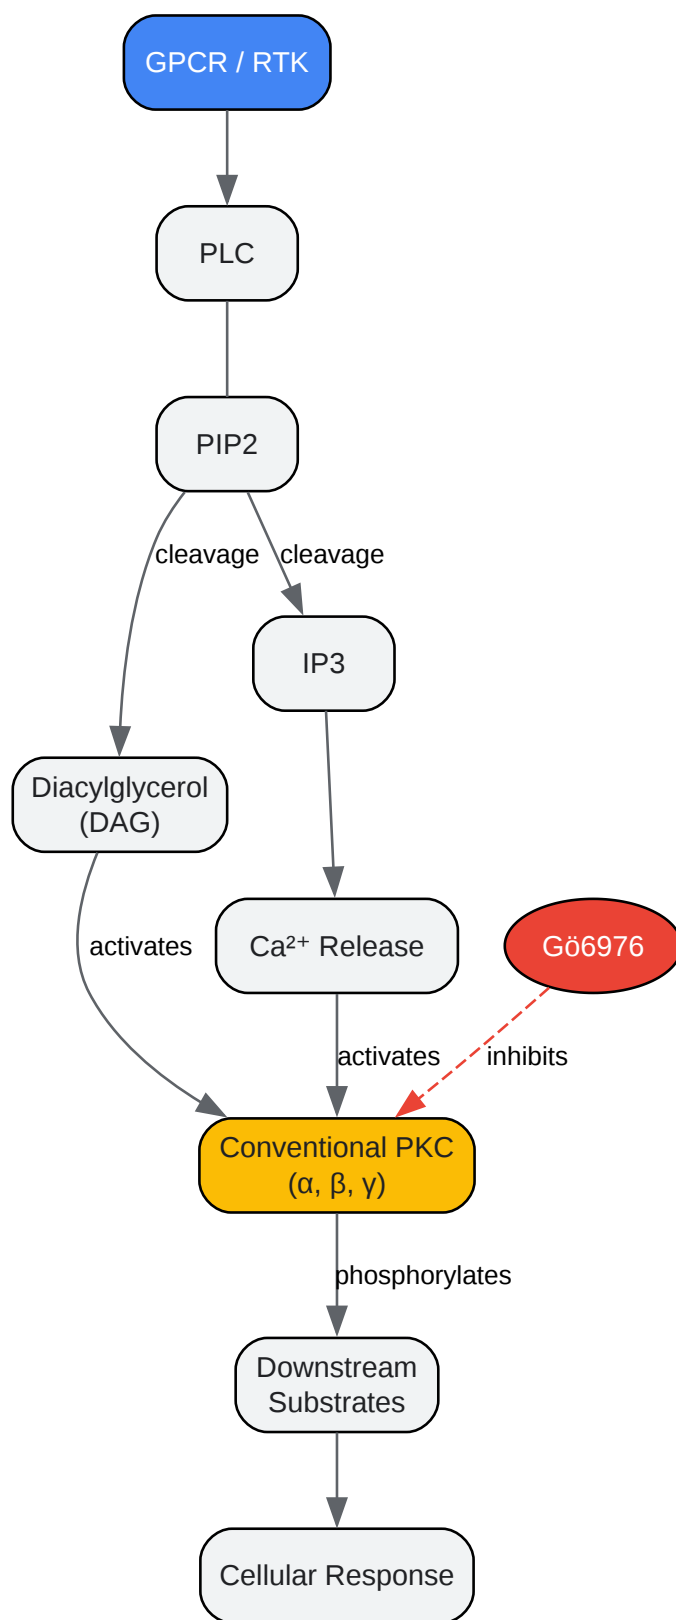 GPCR / RTK
PLC
PIP2
cleavage
cleavage
IP3
Diacylglycerol
(DAG)
activates
Ca²⁺ Release
Gö6976
activates
inhibits
Conventional PKC
(α, β, γ)
phosphorylates
Downstream
Substrates
Cellular Response